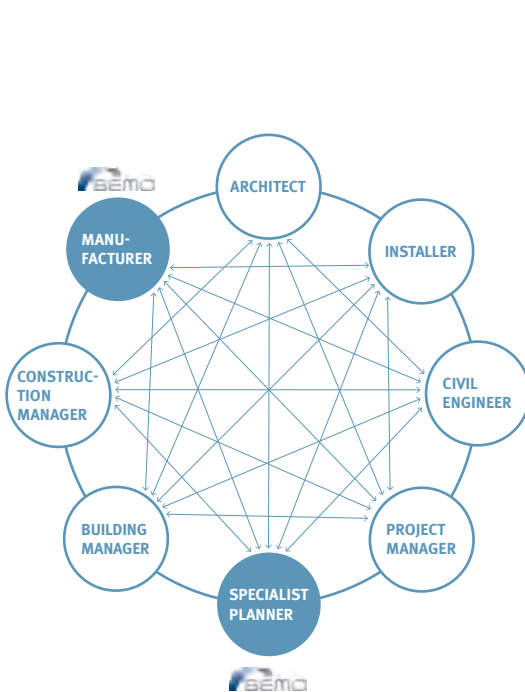 BEMO
ARCHITECT
MANU-
FACTURER
INSTALLER
CONSTRUC-
TION
MANAGER
CIVIL
ENGINEER
BUILDING
MANAGER
PROJECT
MANAGER
SPECIALIST
PLANNER
BEMO